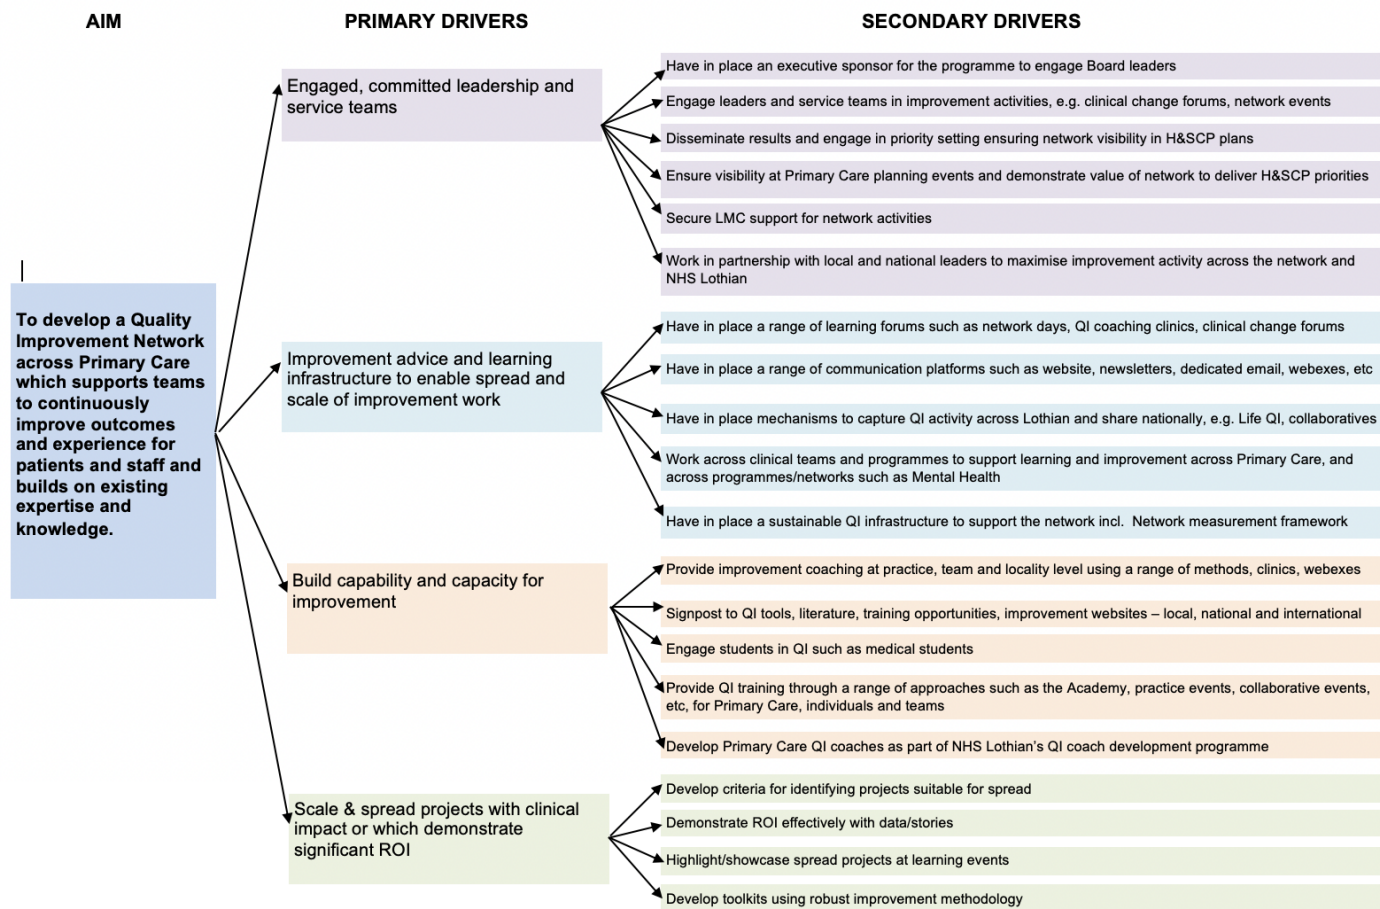 AIM
PRIMARY DRIVERS
SECONDARY DRIVERS
To develop a Quality
Improvement Network
across Primary Care
which supports teams
to continuously
improve outcomes
and experience for
patients and staff and
builds on existing
expertise and
knowledge.
Engaged, committed leadership and
service teams
Have in place an executive sponsor for the programme to engage Board leaders
Engage leaders and service teams in improvement activities, e.g. clinical change forums, network events
Disseminate results and engage in priority setting ensuring network visibility in H&SCP plans
Ensure visibility at Primary Care planning events and demonstrate value of network to deliver H&SCP priorities
Secure LMC support for network activities
Work in partnership with local and national leaders to maximise improvement activity across the network and
NHS Lothian
Improvement advice and learning
infrastructure to enable spread and
scale of improvement work
Have in place a range of learning forums such as network days, QI coaching clinics, clinical change forums
Have in place a range of communication platforms such as website, newsletters, dedicated email, webexes, etc
Have in place mechanisms to capture QI activity across Lothian and share nationally, e.g. Life QI, collaboratives
Work across clinical teams and programmes to support learning and improvement across Primary Care, and
across programmes/networks such as Mental Health
Have in place a sustainable QI infrastructure to support the network incl. Network measurement framework
Build capability and capacity for
improvement
Provide improvement coaching at practice, team and locality level using a range of methods, clinics, webexes
Signpost to QI tools, literature, training opportunities, improvement websites – local, national and international
Engage students in QI such as medical students
Provide QI training through a range of approaches such as the Academy, practice events, collaborative events,
etc, for Primary Care, individuals and teams
Develop Primary Care QI coaches as part of NHS Lothian's QI coach development programme
Scale & spread projects with clinical
impact or which demonstrate
significant ROI
Develop criteria for identifying projects suitable for spread
Demonstrate ROI effectively with data/stories
Highlight/showcase spread projects at learning events
Develop toolkits using robust improvement methodology